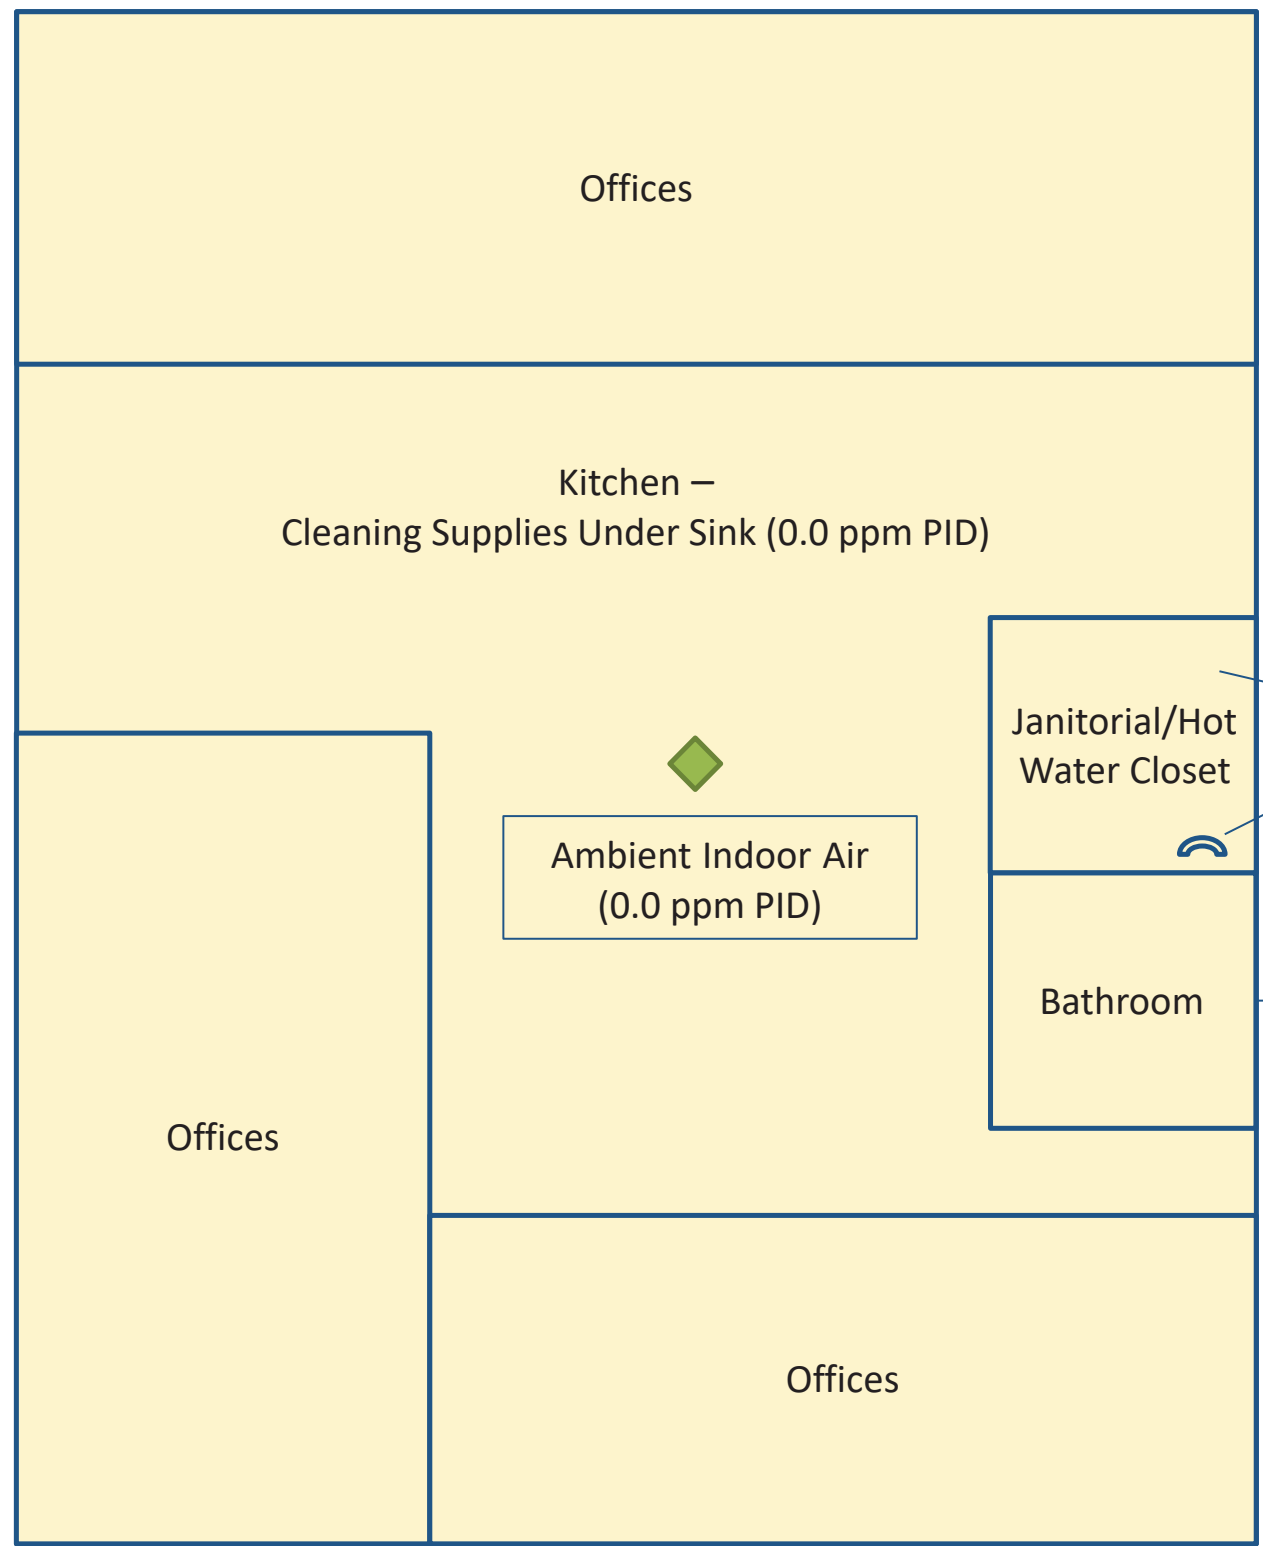 Offices
Kitchen –
Cleaning Supplies Under Sink (0.0 ppm PID)
Janitorial/Hot
Water Closet
Ambient Indoor Air
(0.0 ppm PID)
Bathroom
Offices
Offices